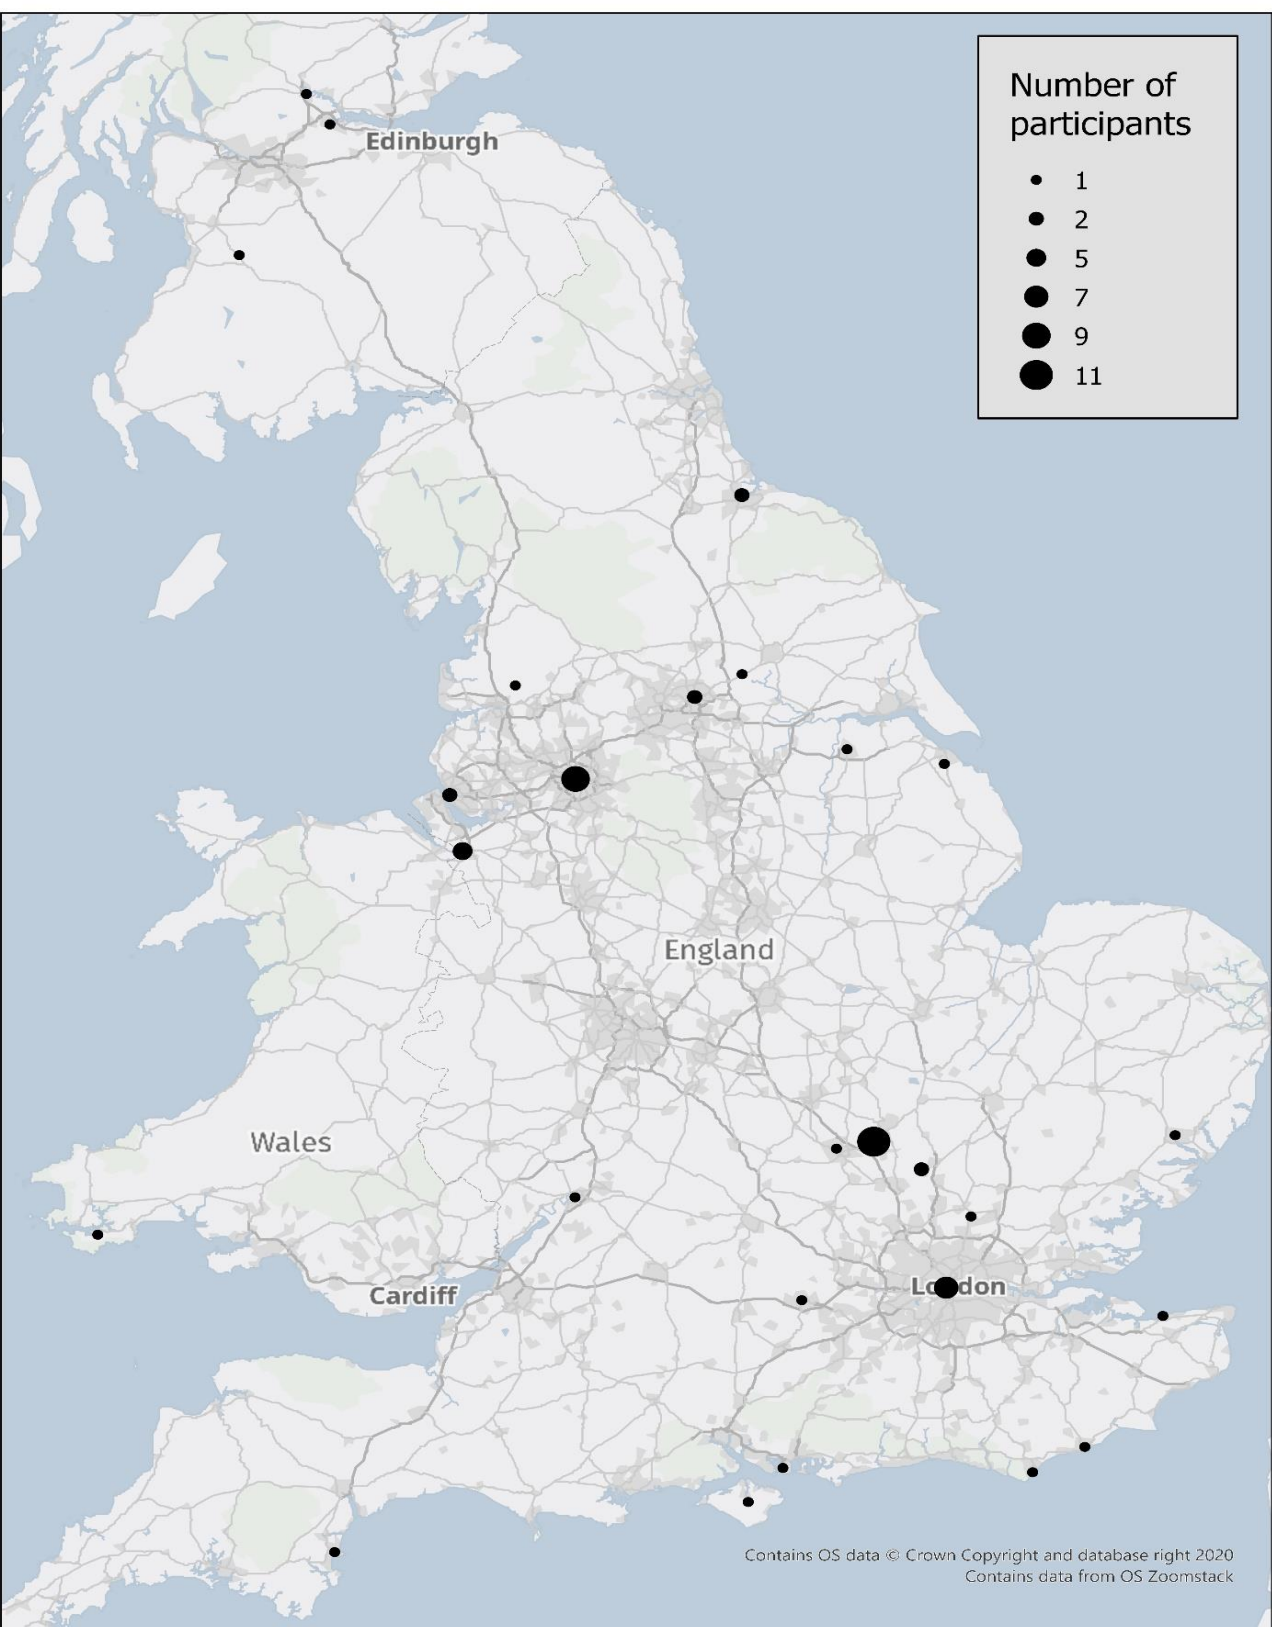 Number of
participants
1
2
5
7
9
11
Edinburgh
England
Wales
Cardiff
London
Contains OS data © Crown Copyright and database right 2020
Contains data from OS Zoomstack